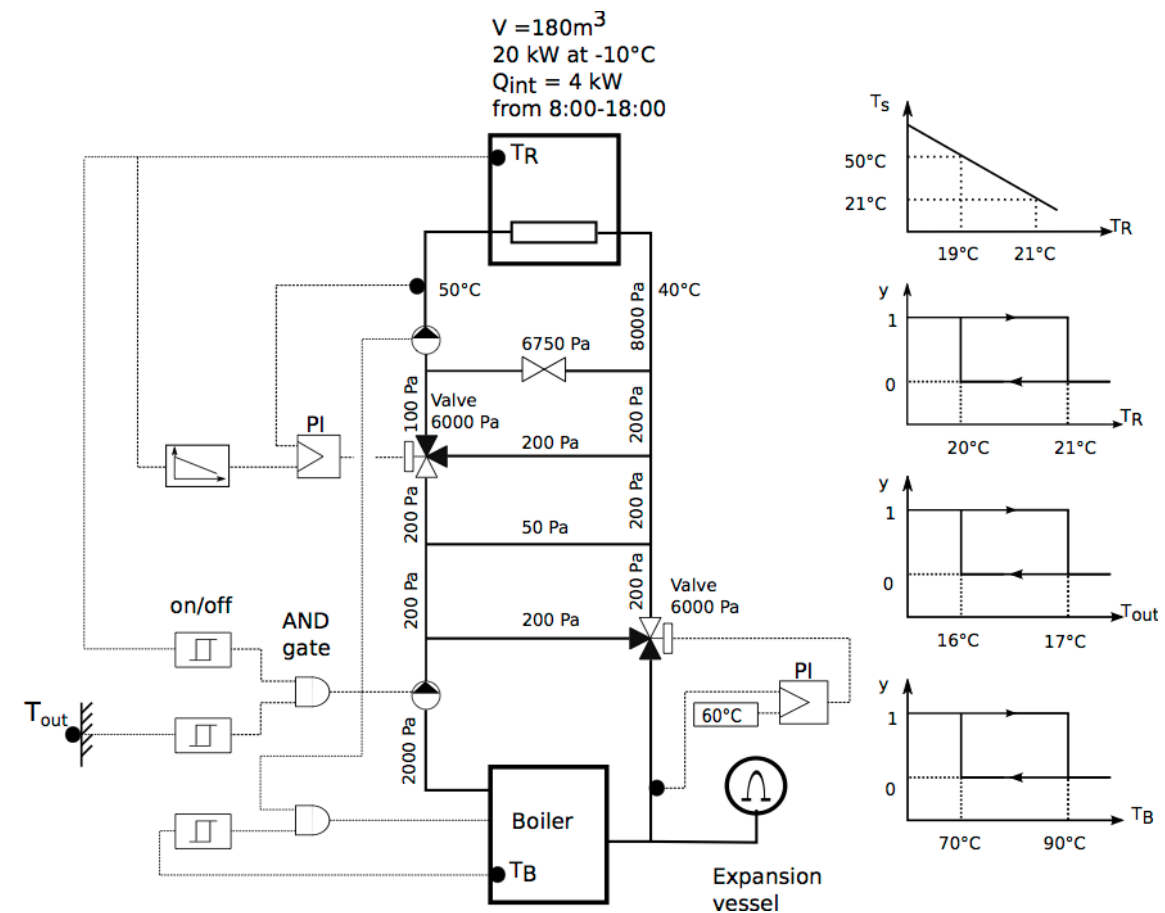 V =180m³
20 kW at -10°C
Qint = 4 kW
from 8:00-18:00
TR
50°C
40°C
8000 Pa
6750 Pa
100 Pa
Valve
6000 Pa
200 Pa
PI
200 Pa
200 Pa
200 Pa
50 Pa
200 Pa
200 Pa
Valve
6000 Pa
200 Pa
on/off
AND
gate
PI
60°C
Tout
2000 Pa
Boiler
TB
Expansion
vessel
Ts
50°C
21°C
TR
19°C
21°C
y
1
0
TR
20°C
21°C
y
1
0
Tout
16°C
17°C
y
1
0
TB
70°C
90°C